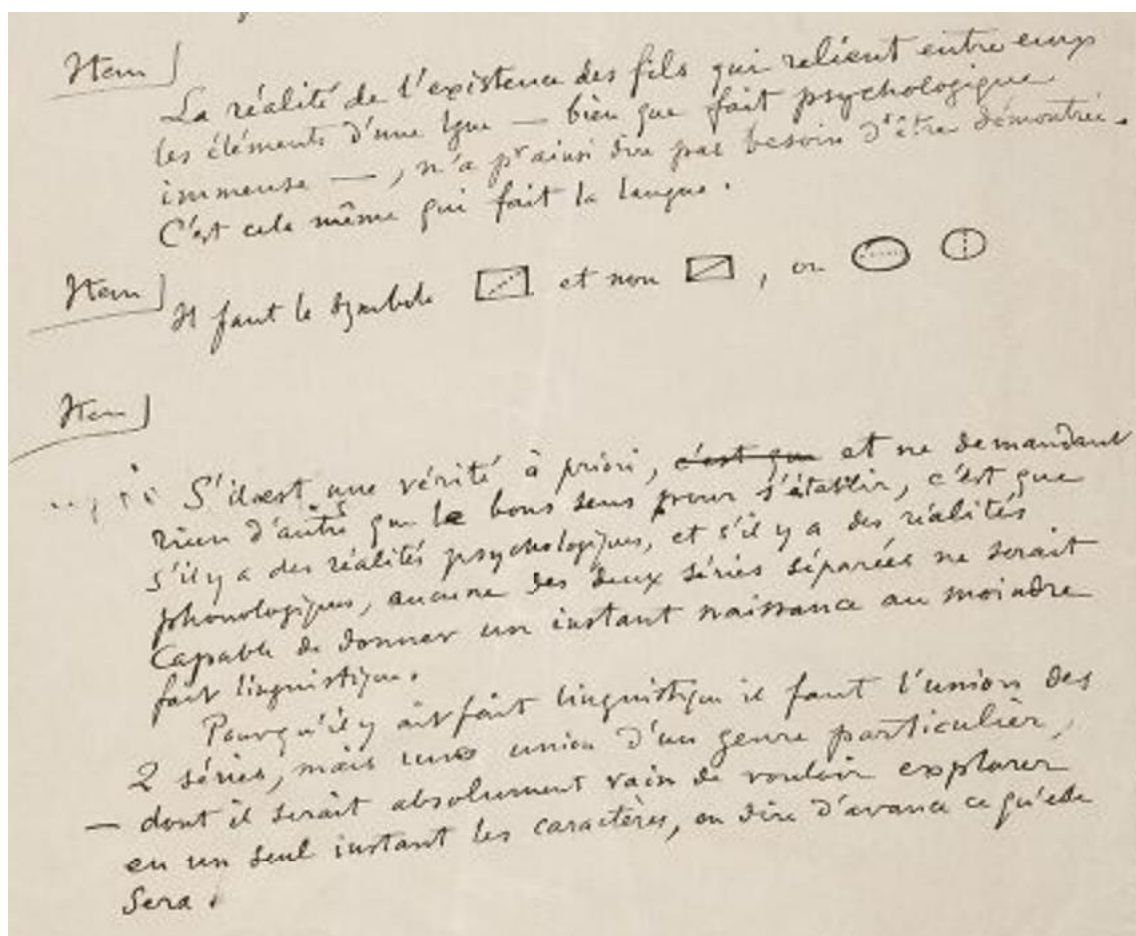 Item
La réalité de l'existence des fils qui relient entre eux
les éléments d'une lgue — bien que fait psychologique
immense —, n'a pr ainsi dire pas besoin d'être démontrée.
C'est cela même qui fait la langue.
Item
Il faut le symbole et non , ou
Item
S'il est une vérité à priori, c'est que et ne demandant
rien d'autre que le bons sens pour s'établir, c'est que
s'il y a des réalités psychologiques, et s'il y a des réalités
phonologiques, aucune des deux séries séparées ne serait
capable de donner un instant naissance au moindre
fait linguistique.
Pour qu'il y ait fait linguistique il faut l'union des
2 séries, mais une union d'un genre particulier,
— dont il serait absolument vain de vouloir explorer
en un seul instant les caractères, ou dire d'avance ce qu'elle
sera.